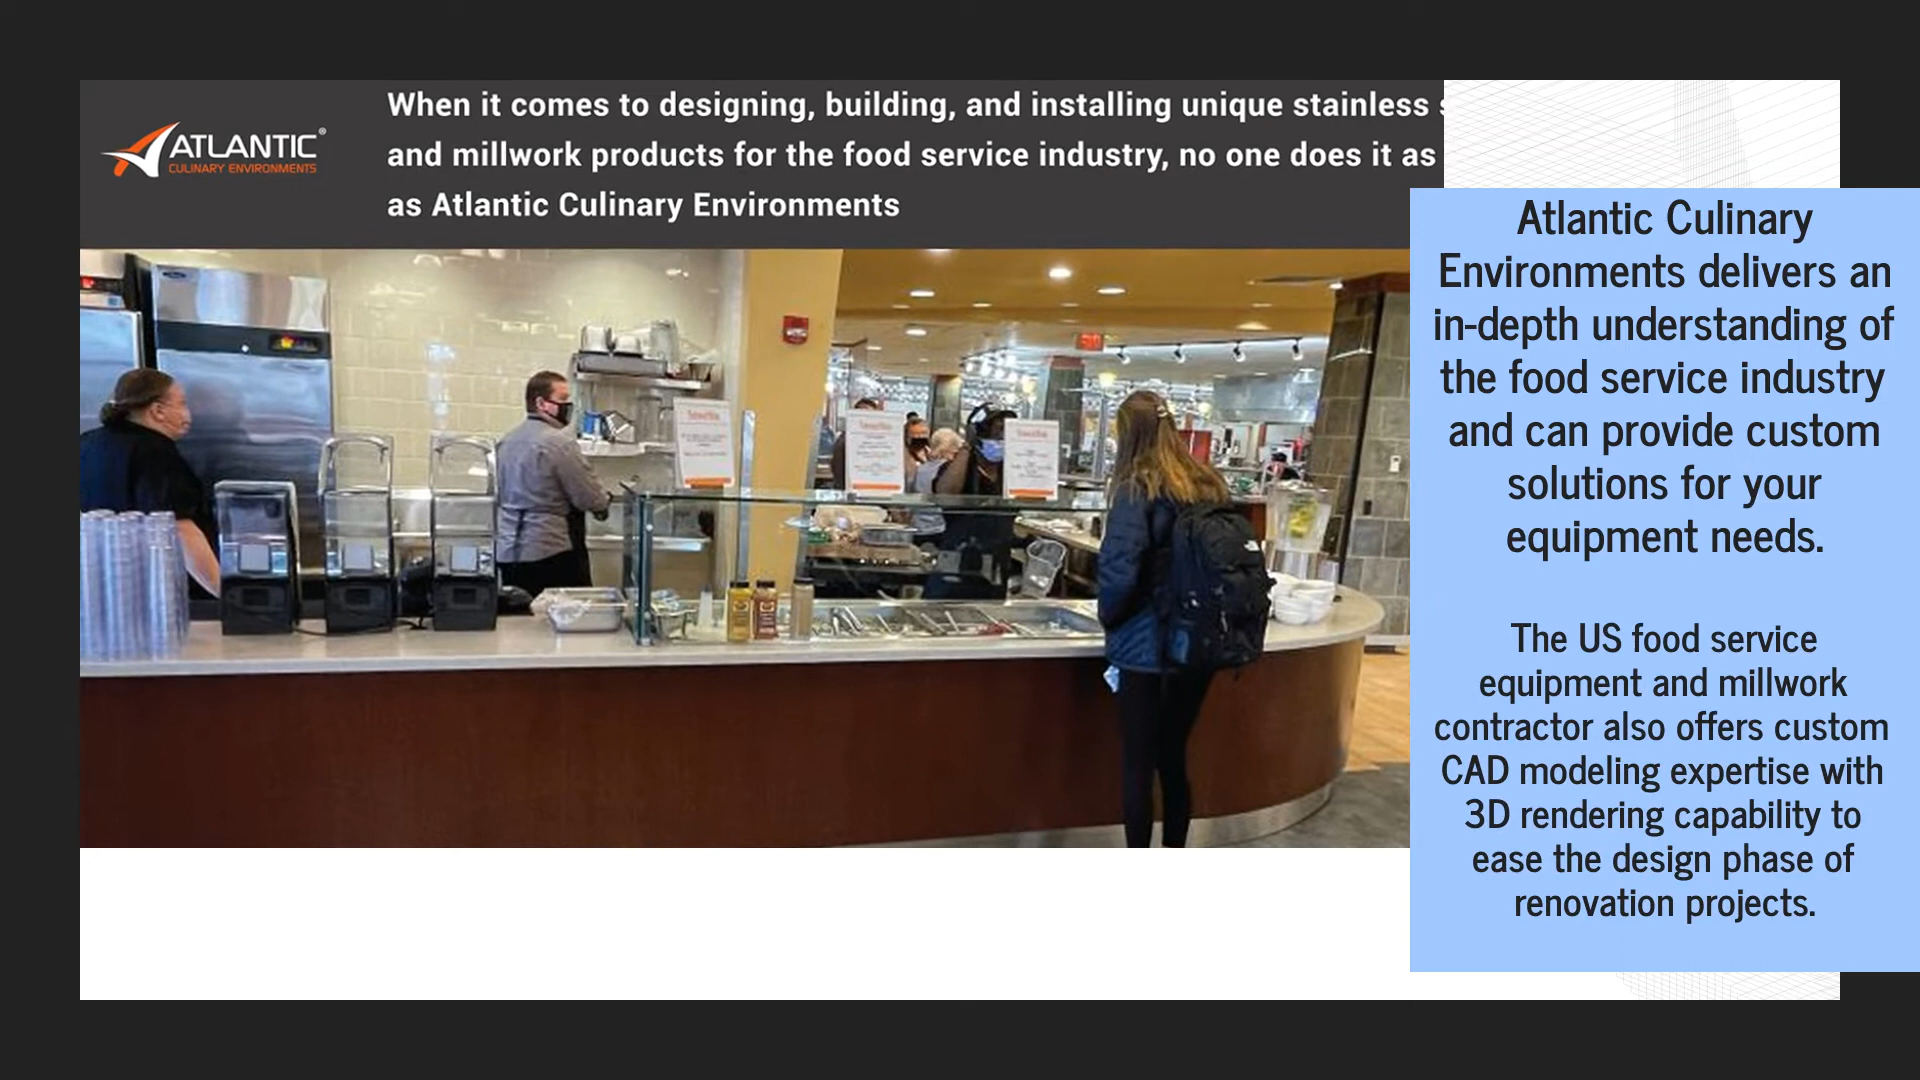 When it comes to designing, building, and installing unique stainless
and millwork products for the food service industry, no one does it as
as Atlantic Culinary Environments
ATLANTIC®
CULINARY ENVIRONMENTS
Atlantic Culinary
Environments delivers an
in-depth understanding of
the food service industry
and can provide custom
solutions for your
equipment needs.
The US food service
equipment and millwork
contractor also offers custom
CAD modeling expertise with
3D rendering capability to
ease the design phase of
renovation projects.